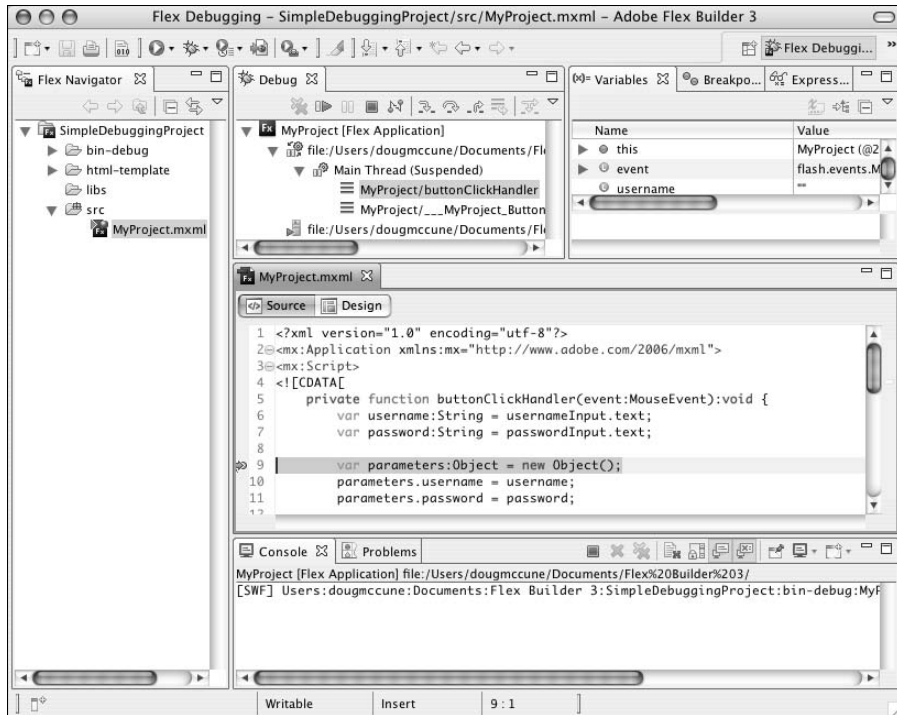 Flex Debugging – SimpleDebuggingProject/src/MyProject.mxml – Adobe Flex Builder 3
Flex Debuggi...
Flex Navigator
SimpleDebuggingProject
bin-debug
html-template
libs
src
MyProject.mxml
Debug
MyProject [Flex Application]
file:/Users/dougmccune/Documents/Fl
Main Thread (Suspended)
MyProject/buttonClickHandler
MyProject/___MyProject_Button
file:/Users/dougmccune/Documents/Fl
(x)= Variables
Breakpo...
Express...
Name Value
this MyProject (@2
event flash.events.M
username ""
MyProject.mxml
Source Design
1 <?xml version="1.0" encoding="utf-8"?>
2 <mx:Application xmlns:mx="http://www.adobe.com/2006/mxml">
3 <mx:Script>
4 <![CDATA[
5 private function buttonClickHandler(event:MouseEvent):void {
6 var username:String = usernameInput.text;
7 var password:String = passwordInput.text;
8
9 var parameters:Object = new Object();
10 parameters.username = username;
11 parameters.password = password;
12
Console Problems
MyProject [Flex Application] file:/Users/dougmccune/Documents/Flex%20Builder%203/
[SWF] Users:dougmccune:Documents:Flex Builder 3:SimpleDebuggingProject:bin-debug:MyP
Writable Insert 9 : 1